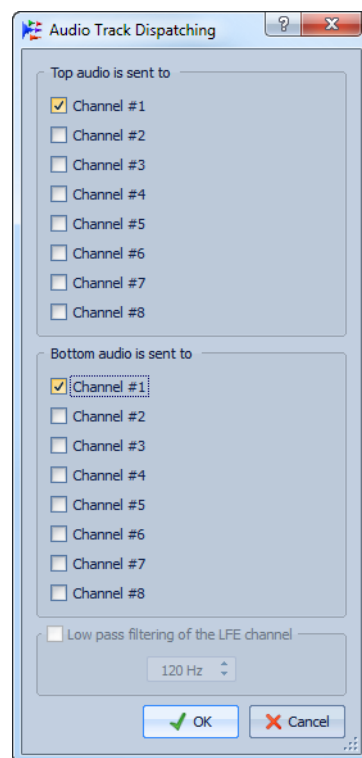 Audio Track Dispatching
Top audio is sent to
Channel #1
Channel #2
Channel #3
Channel #4
Channel #5
Channel #6
Channel #7
Channel #8
Bottom audio is sent to
Channel #1
Channel #2
Channel #3
Channel #4
Channel #5
Channel #6
Channel #7
Channel #8
Low pass filtering of the LFE channel
120 Hz
OK Cancel